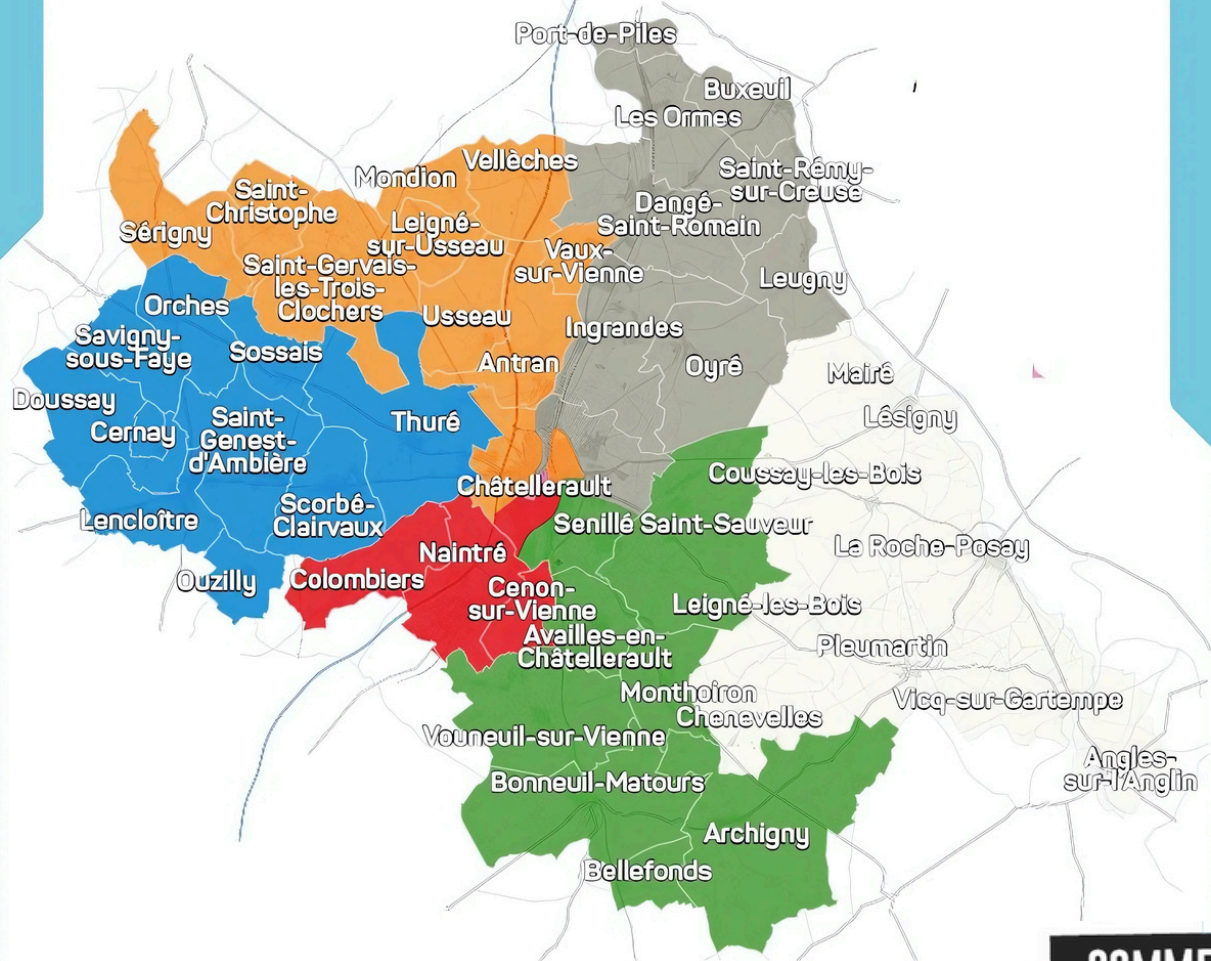 Port-de-Piles
Buxeuil
Les Ormes
Vellèches
Mondion
Saint-Rémy-
sur-Creuse
Saint-
Christophe
Dangé-
Saint-Romain
Leigné-
sur-Usseau
Sérigny
Vaux-
sur-Vienne
Saint-Gervais-
les-Trois-
Clochers
Leugny
Orches
Usseau
Ingrandes
Savigny-
sous-Faye
Sossais
Antran
Oyré
Mairé
Doussay
Lésigny
Cernay
Saint-
Genest-
d'Ambière
Thuré
Coussay-les-Bois
Châtellerault
Lencloître
Scorbé-
Clairvaux
Senillé Saint-Sauveur
La Roche-Posay
Naintré
Ouzilly
Colombiers
Cenon-
sur-Vienne
Leigné-les-Bois
Availles-en-
Châtellerault
Pleumartin
Monthoiron
Vicq-sur-Gartempe
Chenevelles
Vouneuil-sur-Vienne
Angles-
sur-l'Anglin
Bonneuil-Matours
Archigny
Bellefonds